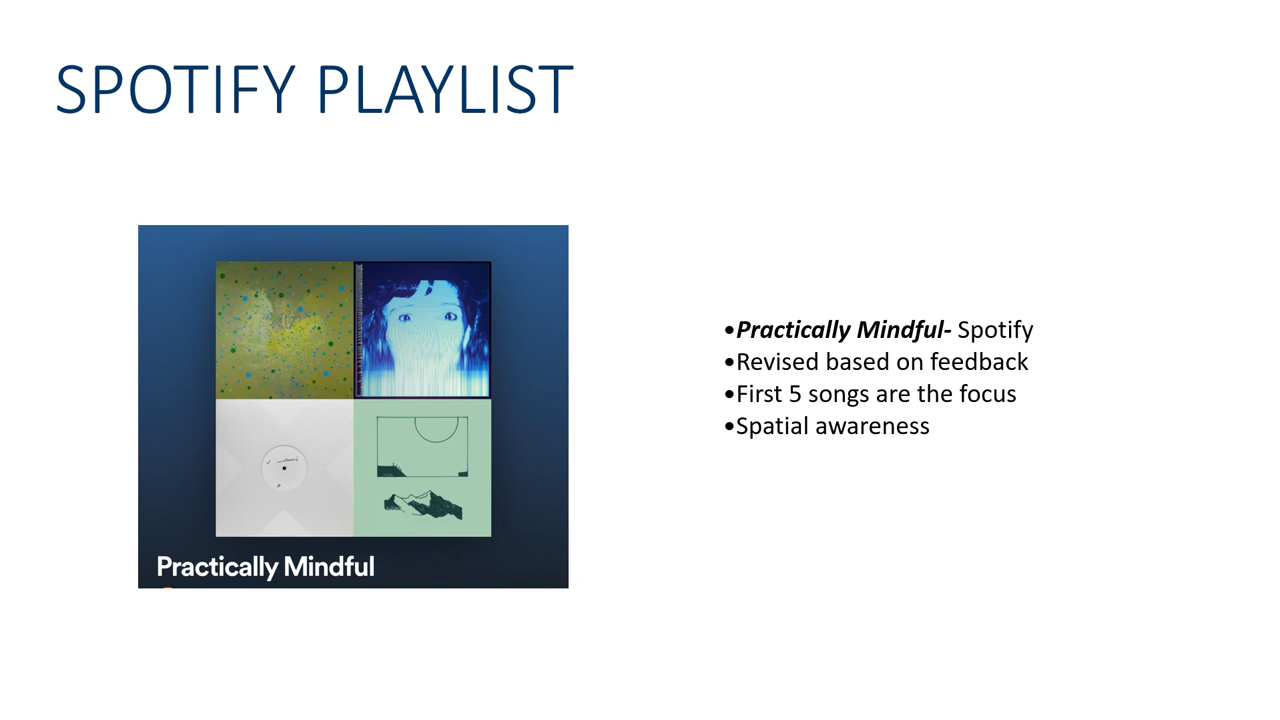 SPOTIFY PLAYLIST
Practically Mindful
•Practically Mindful- Spotify
•Revised based on feedback
•First 5 songs are the focus
•Spatial awareness